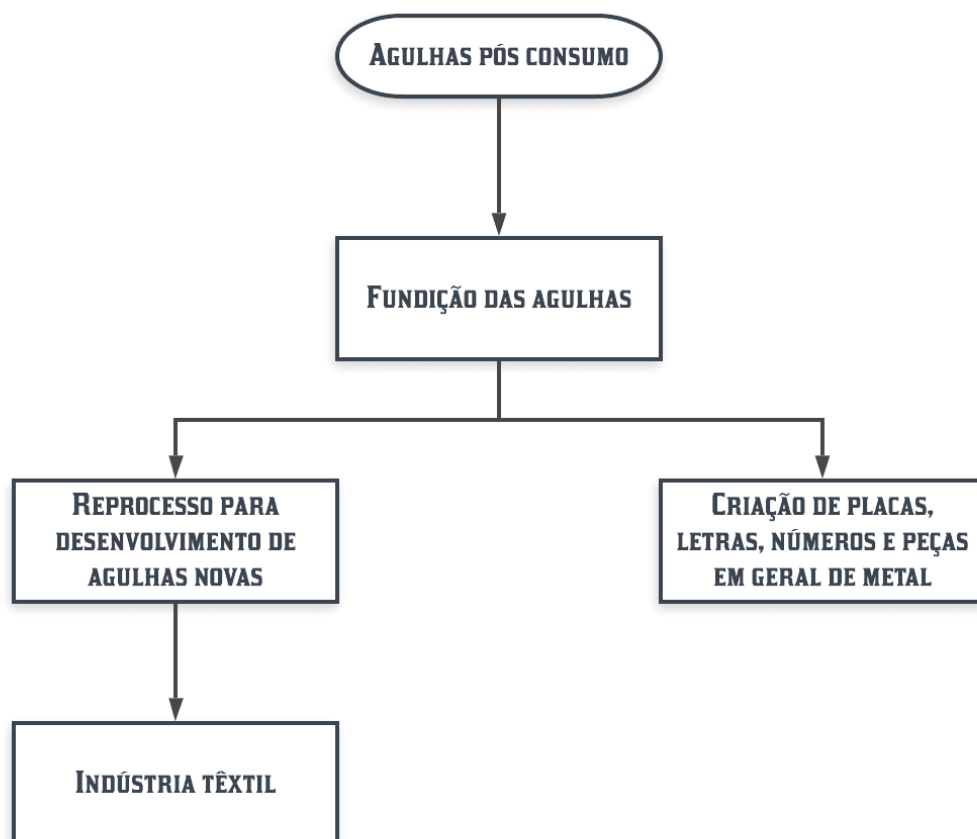 Agulhas pós consumo
Fundição das agulhas
Reprocesso para
desenvolvimento de
agulhas novas
Criação de placas,
letras, números e peças
em geral de metal
Indústria têxtil